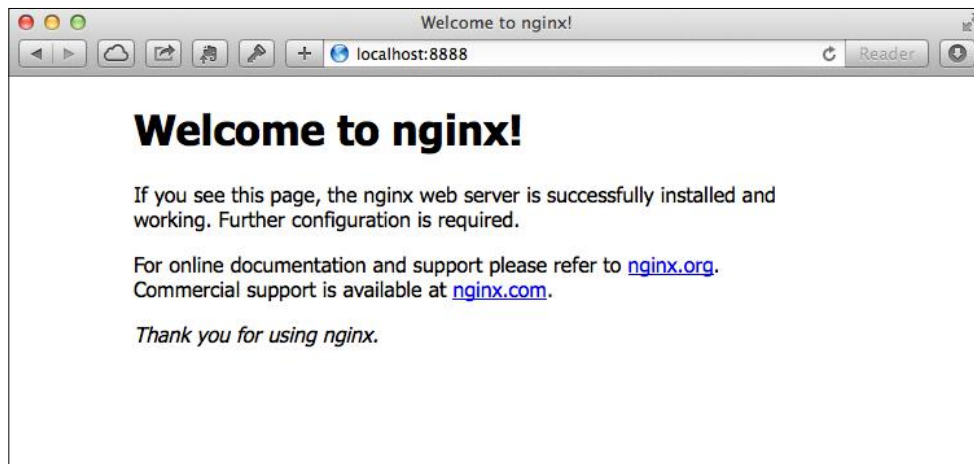 Welcome to nginx!
localhost:8888
Reader
Welcome to nginx!
If you see this page, the nginx web server is successfully installed and
working. Further configuration is required.
For online documentation and support please refer to nginx.org.
Commercial support is available at nginx.com.
Thank you for using nginx.